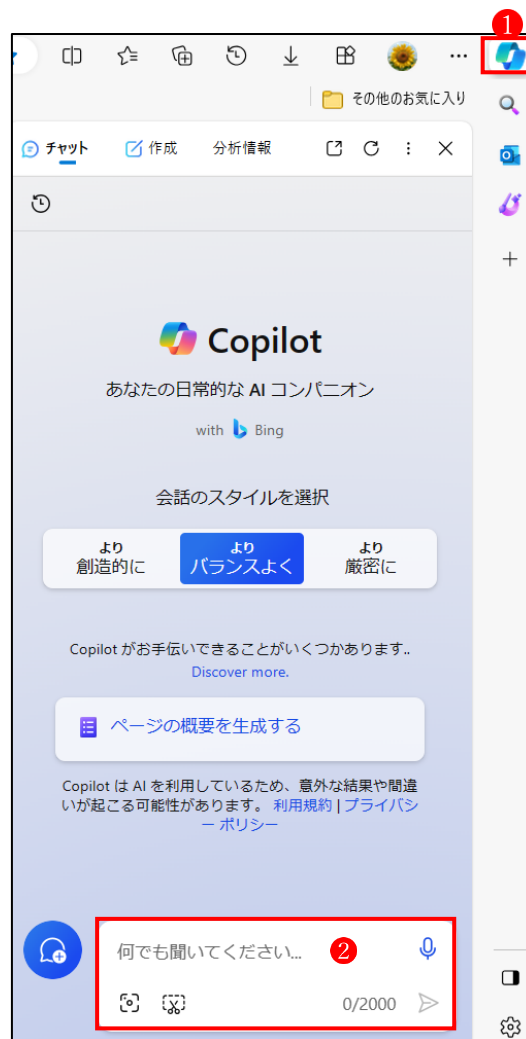 1
その他のお気に入り
チャット 作成 分析情報
Copilot
あなたの日常的な AI コンパニオン
with Bing
会話のスタイルを選択
より
創造的に
より
バランスよく
より
厳密に
Copilot がお手伝いできることがいくつかあります..
Discover more.
ページの概要を生成する
Copilot は AI を利用しているため、意外な結果や間違
いが起こる可能性があります。 利用規約 | プライバシ
ー ポリシー
何でも聞いてください... 2
0/2000